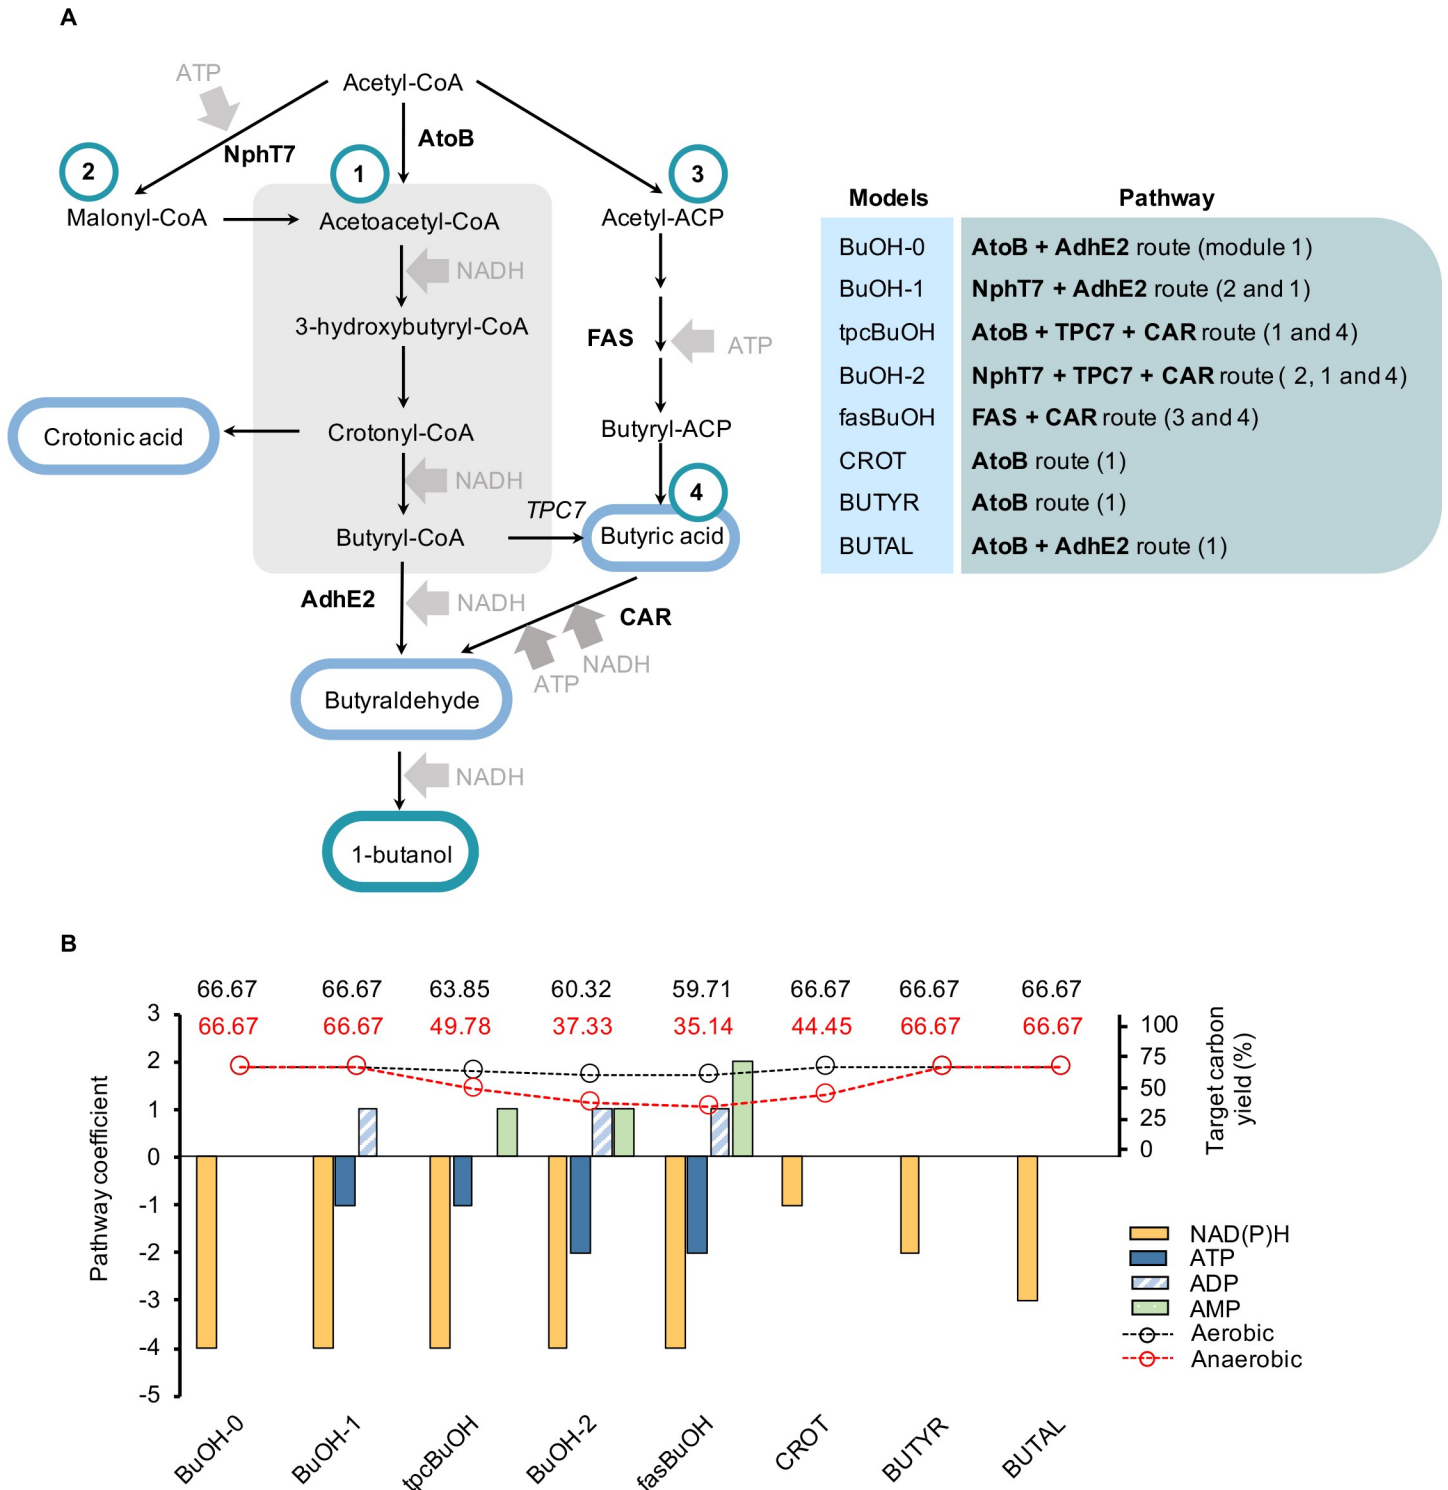 A
ATP
Acetyl-CoA
NphT7
AtoB
2
1
3
Malonyl-CoA
Acetoacetyl-CoA
Acetyl-ACP
NADH
3-hydroxybutyryl-CoA
FAS
ATP
Crotonic acid
Crotonyl-CoA
Butyryl-ACP
NADH
4
TPC7
Butyryl-CoA
Butyric acid
AdhE2
NADH
CAR
NADH
ATP
Butyraldehyde
NADH
1-butanol
Models Pathway
BuOH-0 AtoB + AdhE2 route (module 1)
BuOH-1 NphT7 + AdhE2 route (2 and 1)
tpcBuOH AtoB + TPC7 + CAR route (1 and 4)
BuOH-2 NphT7 + TPC7 + CAR route ( 2, 1 and 4)
fasBuOH FAS + CAR route (3 and 4)
CROT AtoB route (1)
BUTYR AtoB route (1)
BUTAL AtoB + AdhE2 route (1)
B
66.67 66.67 63.85 60.32 59.71 66.67 66.67 66.67
66.67 66.67 49.78 37.33 35.14 44.45 66.67 66.67
3
2
1
0
-1
-2
-3
-4
-5
Pathway coefficient
100
75
50
25
0
Target carbon
yield (%)
NAD(P)H
ATP
ADP
AMP
Aerobic
Anaerobic
BuOH-0 BuOH-1 tpcBuOH BuOH-2 fasBuOH CROT BUTYR BUTAL